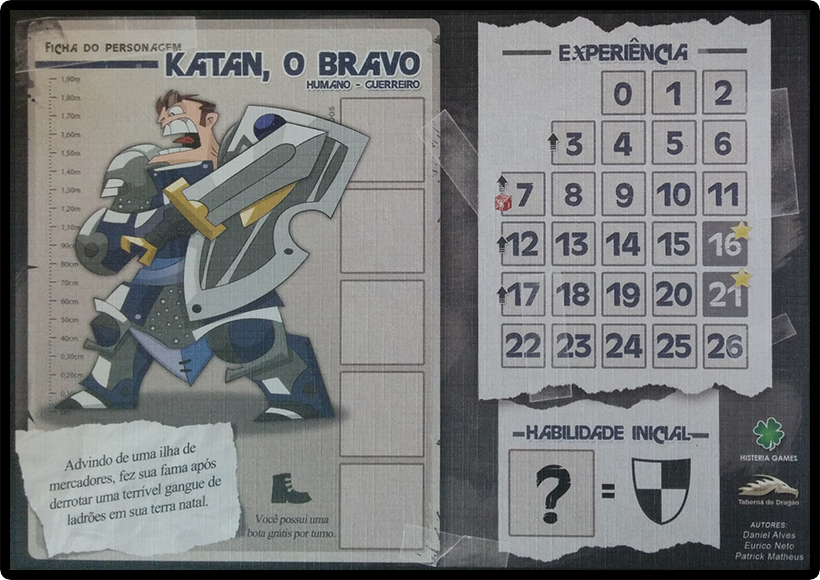 FICHA DO PERSONAGEM
KATAN, O BRAVO
HUMANO - GUERREIRO
1,90m
1,80m
1,70m
1,60m
1,50m
1,40m
1,30m
1,20m
1,10m
90cm
80cm
70cm
60cm
50cm
40cm
0,30cm
0,20cm
Advindo de uma ilha de
mercadores, fez sua fama após
derrotar uma terrível gangue de
ladrões em sua terra natal.
Você possui uma
bota grátis por turno.
EXPERIÊNCIA
0 1 2
3 4 5 6
7 8 9 10 11
12 13 14 15 16
17 18 19 20 21
22 23 24 25 26
HABILIDADE INICIAL
? =
HISTERIA GAMES
Taberna do Dragão
AUTORES:
Daniel Alves
Eurico Neto
Patrick Matheus